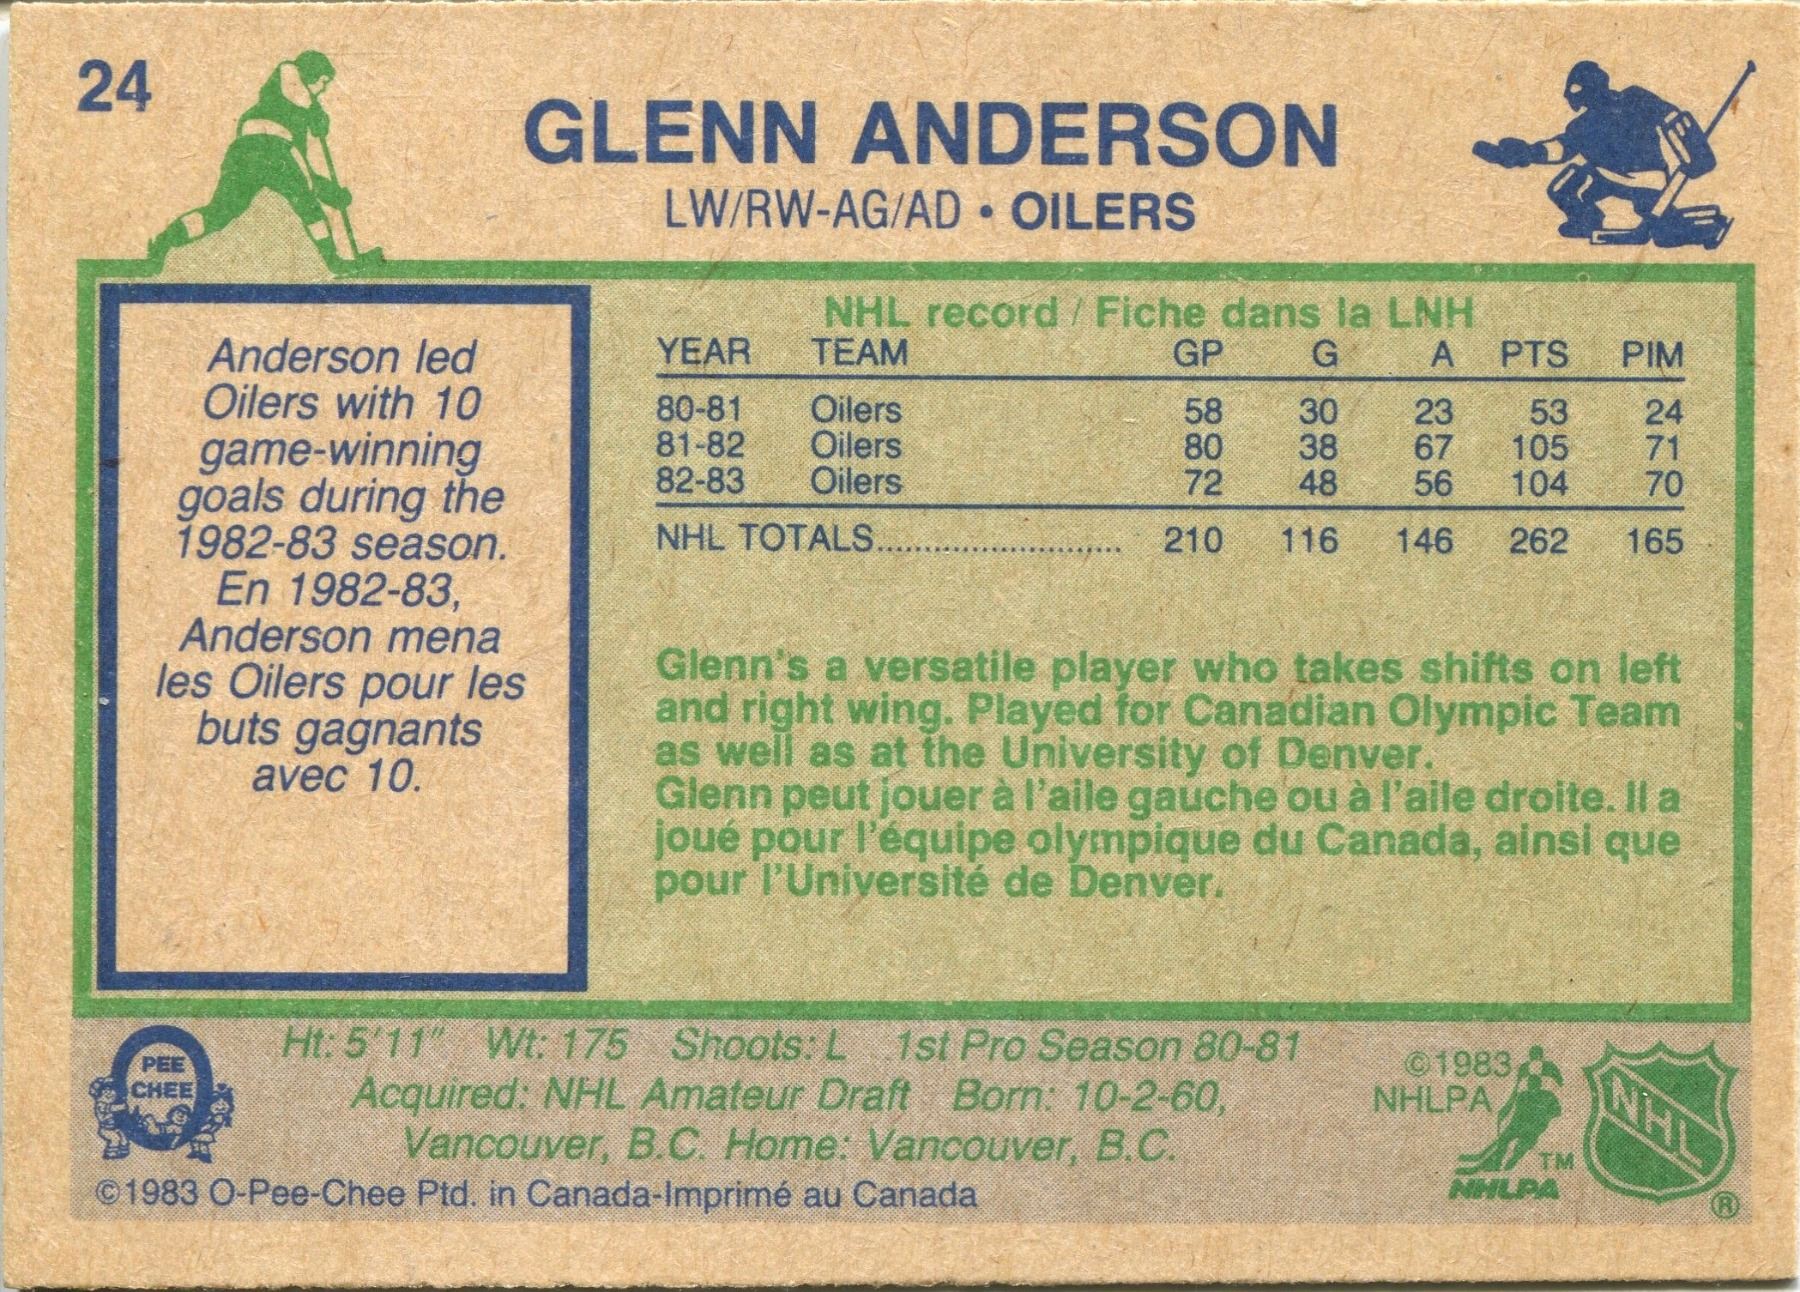 24
GLENN ANDERSON
LW/RW-AG/AD • OILERS
Anderson led
Oilers with 10
game-winning
goals during the
1982-83 season.
En 1982-83,
Anderson mena
les Oilers pour les
buts gagnants
avec 10.
NHL record / Fiche dans la LNH
YEAR TEAM GP G A PTS PIM
80-81 Oilers 58 30 23 53 24
81-82 Oilers 80 38 67 105 71
82-83 Oilers 72 48 56 104 70
NHL TOTALS.......................... 210 116 146 262 165
Glenn's a versatile player who takes shifts on left
and right wing. Played for Canadian Olympic Team
as well as at the University of Denver.
Glenn peut jouer à l'aile gauche ou à l'aile droite. Il a
joué pour l'équipe olympique du Canada, ainsi que
pour l'Université de Denver.
PEE
CHEE
Ht: 5'11" Wt: 175 Shoots: L 1st Pro Season 80-81
Acquired: NHL Amateur Draft Born: 10-2-60,
Vancouver, B.C. Home: Vancouver, B.C.
©1983 O-Pee-Chee Ptd. in Canada-Imprimé au Canada
©1983
NHLPA
TM
NHLPA
NHL
®